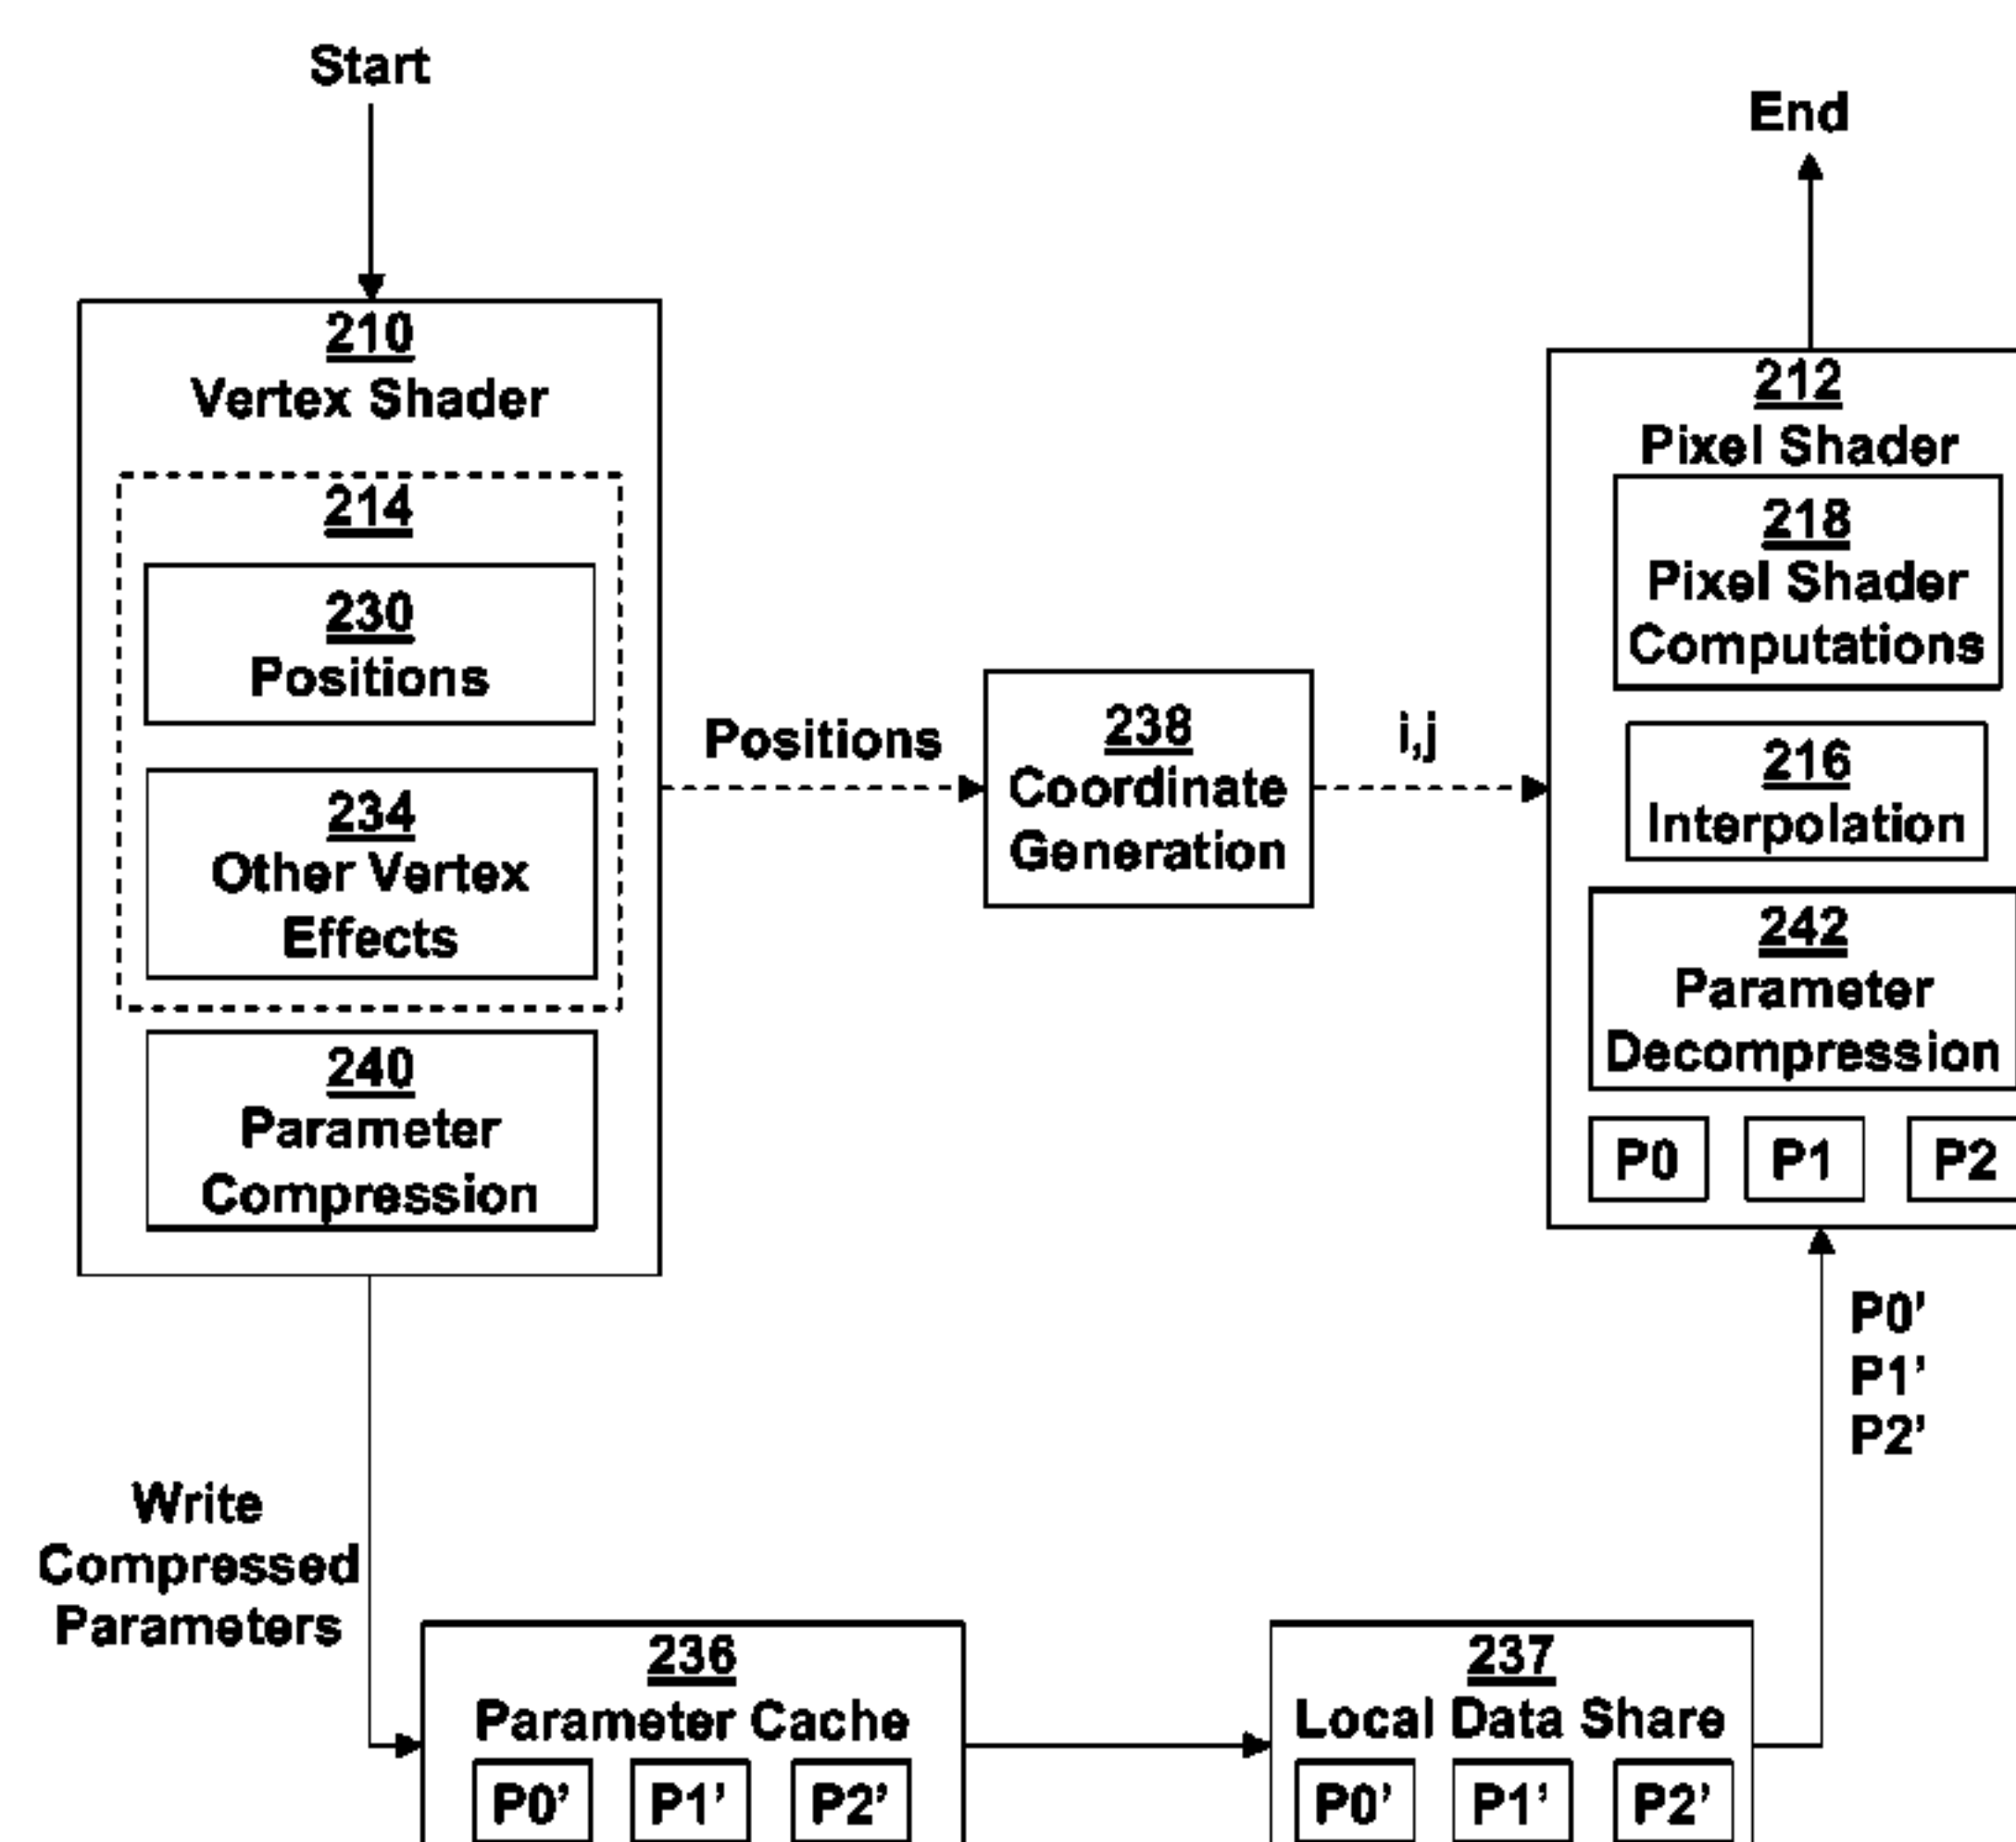 Start
End
210
Vertex Shader
214
230
Positions
234
Other Vertex
Effects
240
Parameter
Compression
Positions
238
Coordinate
Generation
i,j
212
Pixel Shader
218
Pixel Shader
Computations
216
Interpolation
242
Parameter
Decompression
P0 P1 P2
P0'
P1'
P2'
Write
Compressed
Parameters
236
Parameter Cache
P0' P1' P2'
237
Local Data Share
P0' P1' P2'